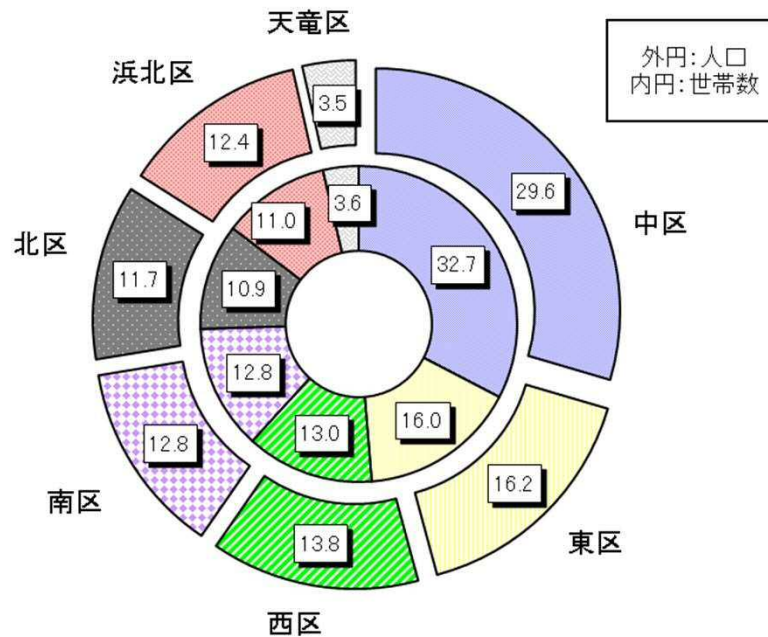 天竜区
外円:人口
内円:世帯数
浜北区
3.5
12.4
29.6
中区
3.6
11.0
北区
32.7
11.7
10.9
12.8
16.0
13.0
12.8
16.2
南区
東区
13.8
西区